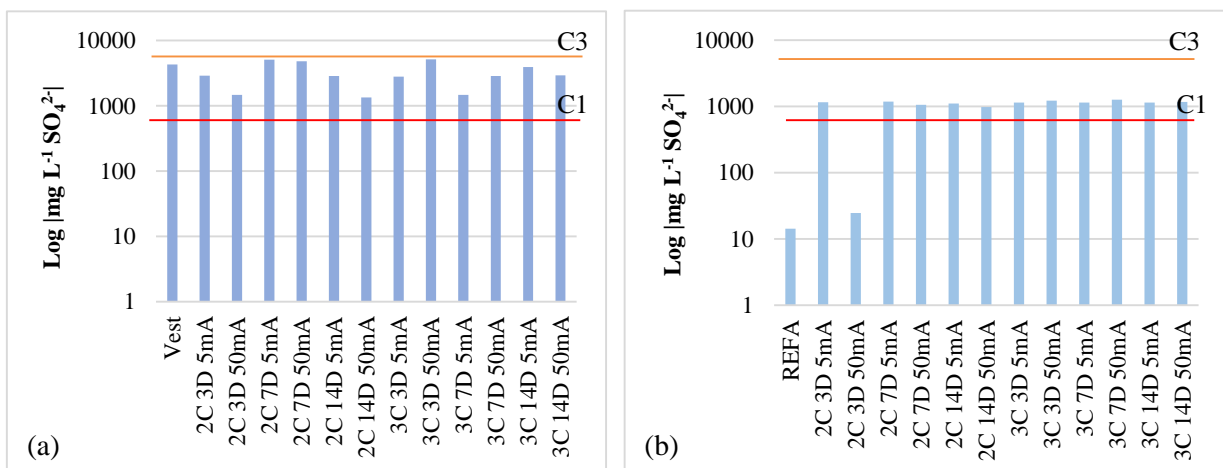 10000
1000
100
10
1
Log |mg L-1 SO42-|
C3
C1
Vest
2C 3D 5mA
2C 3D 50mA
2C 7D 5mA
2C 7D 50mA
2C 14D 5mA
2C 14D 50mA
3C 3D 5mA
3C 3D 50mA
3C 7D 5mA
3C 7D 50mA
3C 14D 5mA
3C 14D 50mA
(a)
10000
1000
100
10
1
Log |mg L-1 SO42-|
C3
C1
REFA
2C 3D 5mA
2C 3D 50mA
2C 7D 5mA
2C 7D 50mA
2C 14D 5mA
2C 14D 50mA
3C 3D 5mA
3C 3D 50mA
3C 7D 5mA
3C 7D 50mA
3C 14D 5mA
3C 14D 50mA
(b)